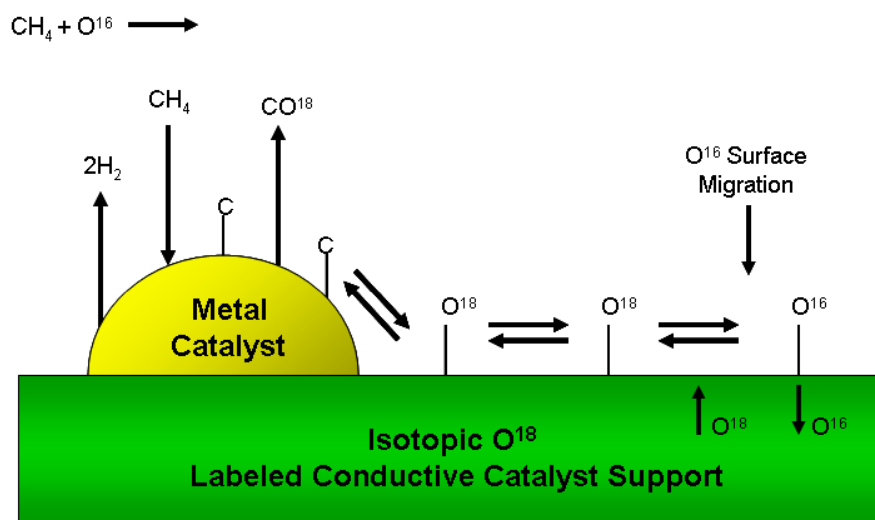 CH₄ + O¹⁶
CH₄
CO¹⁸
2H₂
O¹⁶ Surface
Migration
C
C
O¹⁸
O¹⁸
O¹⁶
Metal
Catalyst
O¹⁸
O¹⁶
Isotopic O¹⁸
Labeled Conductive Catalyst Support